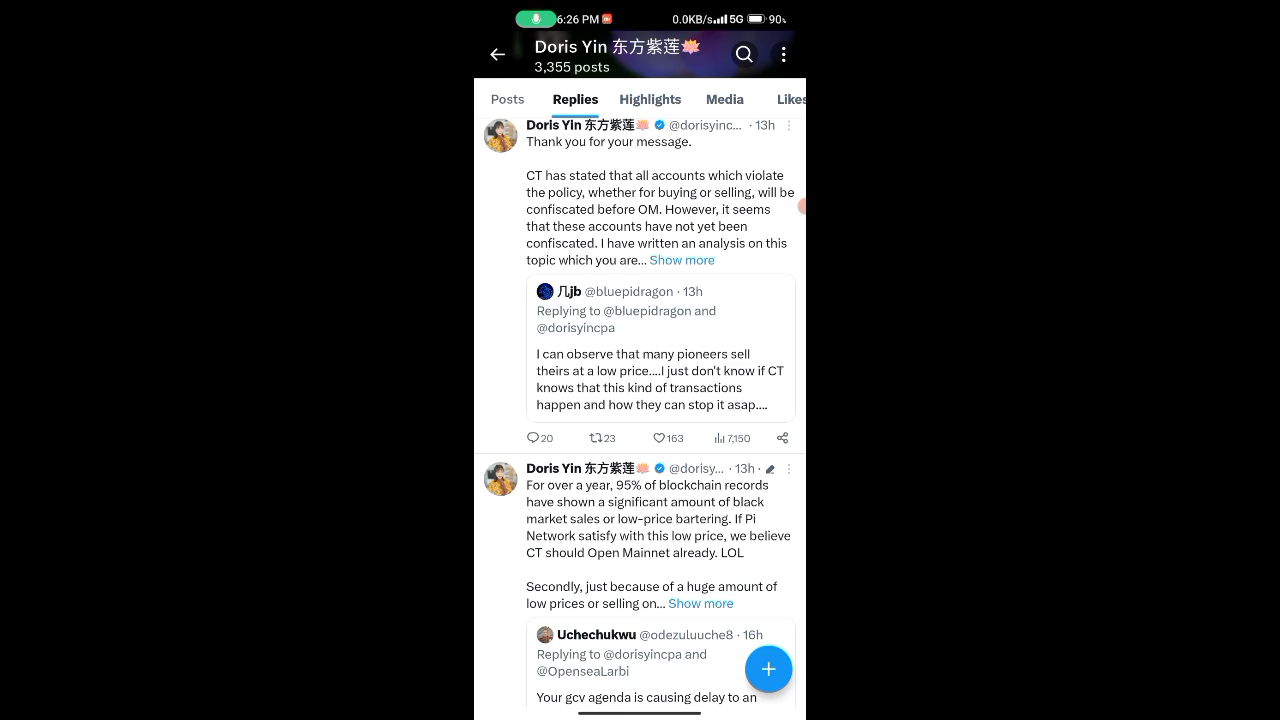 6:26 PM 0.0KB/s 5G 90%
Doris Yin 东方紫莲🪷
3,355 posts
Posts Replies Highlights Media Likes
Doris Yin 东方紫莲🪷 @dorisyinc... · 13h
Thank you for your message.
CT has stated that all accounts which violate
the policy, whether for buying or selling, will be
confiscated before OM. However, it seems
that these accounts have not yet been
confiscated. I have written an analysis on this
topic which you are... Show more
几jb @bluepidragon · 13h
Replying to @bluepidragon and
@dorisyincpa
I can observe that many pioneers sell
theirs at a low price....I just don't know if CT
knows that this kind of transactions
happen and how they can stop it asap....
20 23 163 7,150
Doris Yin 东方紫莲🪷 @dorisy... · 13h ·
For over a year, 95% of blockchain records
have shown a significant amount of black
market sales or low-price bartering. If Pi
Network satisfy with this low price, we believe
CT should Open Mainnet already. LOL
Secondly, just because of a huge amount of
low prices or selling on... Show more
Uchechukwu @odezuluuche8 · 16h
Replying to @dorisyincpa and
@OpenseaLarbi
Your gcv agenda is causing delay to an